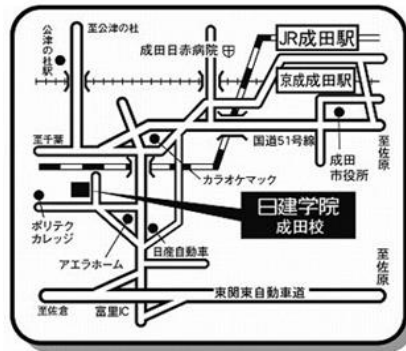 公津の杜駅
至公津の杜
成田日赤病院
JR成田駅
京成成田駅
至千葉
国道51号線
成田
市役所
至佐原
カラオケマック
日建学院
成田校
ポリテク
カレッジ
アエラホーム
日産自動車
至佐原
東関東自動車道
至佐倉
富里IC